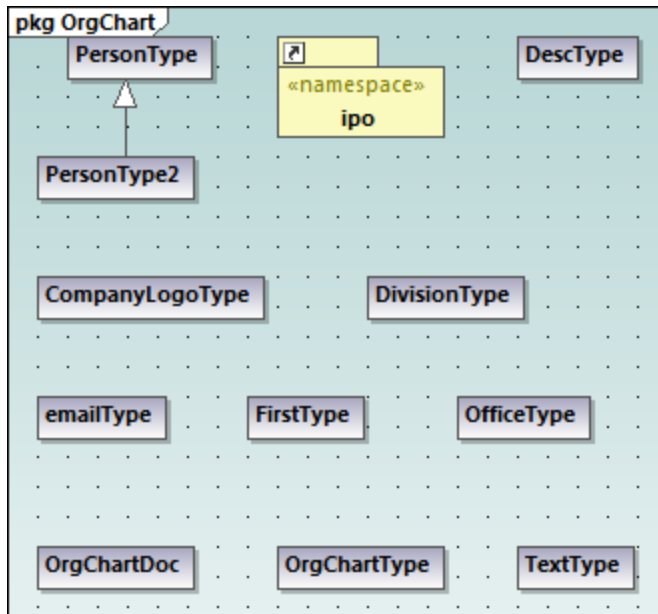 pkg OrgChart
PersonType
DescType
«namespace»
ipo
PersonType2
CompanyLogoType
DivisionType
emailType
FirstType
OfficeType
OrgChartDoc
OrgChartType
TextType